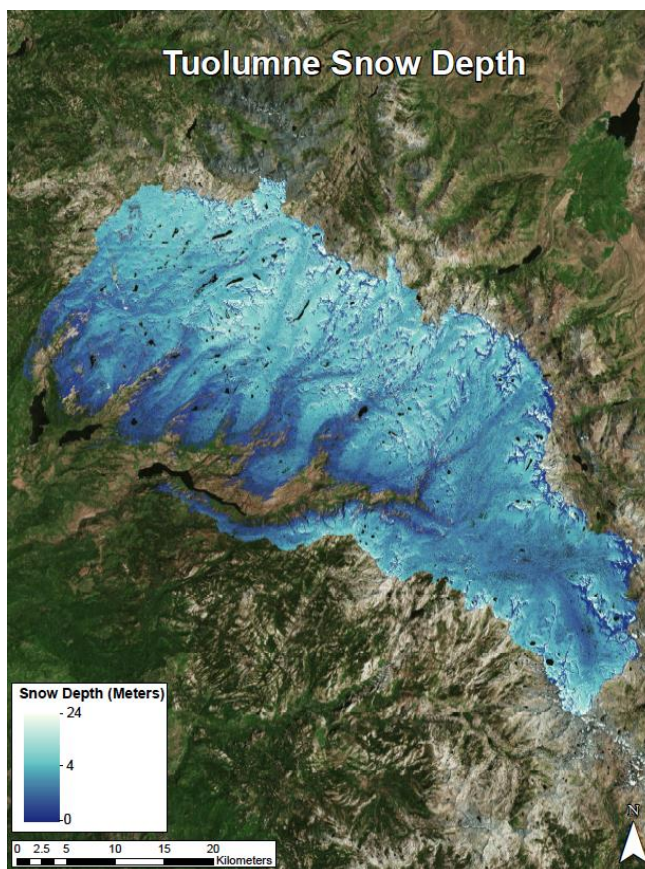 Tuolumne Snow Depth
Snow Depth (Meters)
24
4
0
0 2.5 5 10 15 20
Kilometers
N